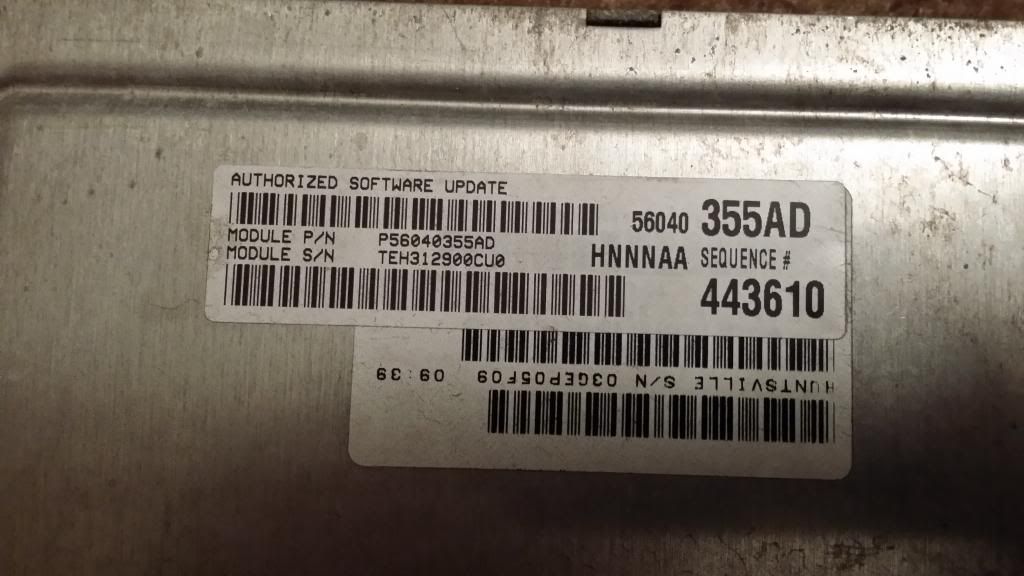 AUTHORIZED SOFTWARE UPDATE
56040 355AD
MODULE P/N P56040355AD
MODULE S/N TEH312900CU0
HNNNAA SEQUENCE #
443610
HUNTSVILLE S/N 03GEP05F09 09:39